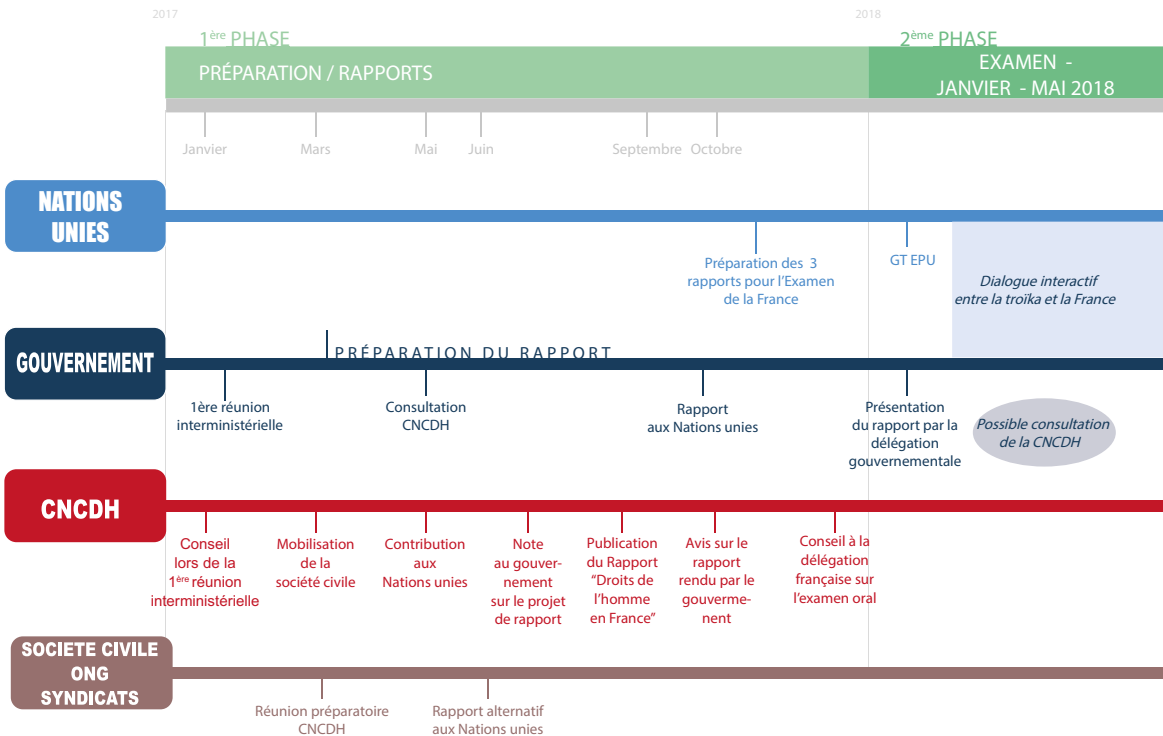 2017
2018
1ère PHASE
2ème PHASE
PRÉPARATION / RAPPORTS
EXAMEN -
JANVIER - MAI 2018
Janvier
Mars
Mai
Juin
Septembre
Octobre
NATIONS
UNIES
Préparation des 3
rapports pour l'Examen
de la France
GT EPU
Dialogue interactif
entre la troïka et la France
GOUVERNEMENT
PRÉPARATION DU RAPPORT
1ère réunion
interministérielle
Consultation
CNCDH
Rapport
aux Nations unies
Présentation
du rapport par la
délégation
gouvernementale
Possible consultation
de la CNCDH
CNCDH
Conseil
lors de la
1ère réunion
interministérielle
Mobilisation
de la
société civile
Contribution
aux
Nations unies
Note
au gouver-
nement
sur le projet
de rapport
Publication
du Rapport
“Droits de
l’homme
en France”
Avis sur le
rapport
rendu par le
gouverme-
nent
Conseil à la
délégation
française sur
l’examen oral
SOCIETE CIVILE
ONG
SYNDICATS
Réunion préparatoire
CNCDH
Rapport alternatif
aux Nations unies